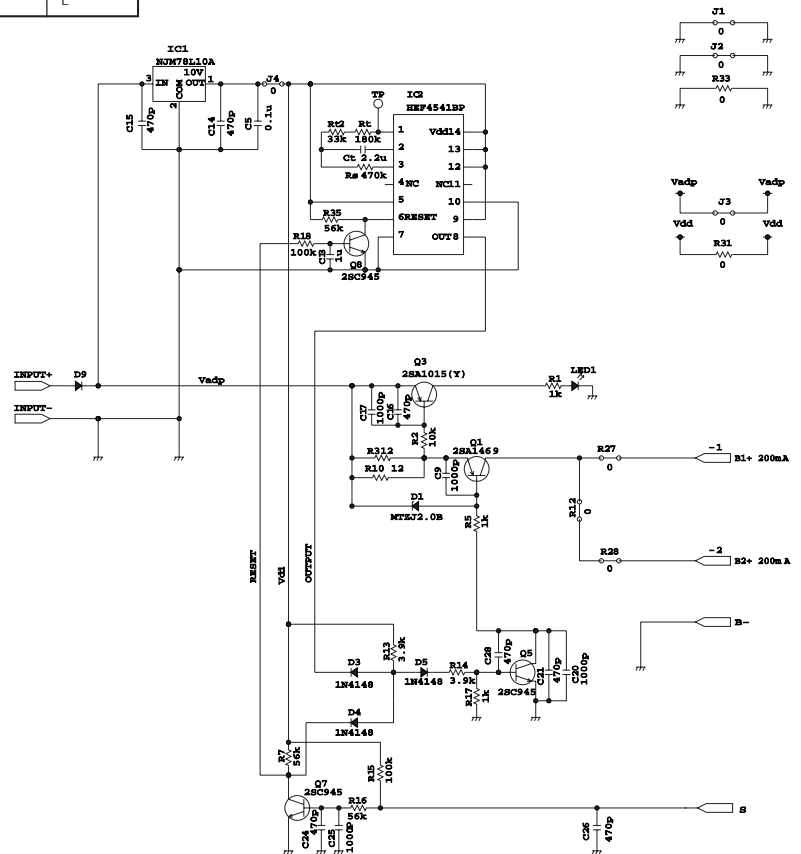 E
IC1
NJM78L10A
10V
3 IN COM OUT 1
2
C15 470p
C14 470p
C5 0.1u
J4
0
TP
IC2
HEF4541BP
Rt2 Rt
33k 180k
Ct 2.2u
Rs 470k
1
2
3
4 NC
5
6RESET
7
Vdd14
13
12
NC11
10
9
OUT8
R35
56k
R18
100k
C3 1u
Q8
2SC945
J1
0
J2
0
R33
0
Vadp Vadp
J3
0
Vdd Vdd
R31
0
INPUT+
D9
Vadp
INPUT-
Q3
2SA1015(Y)
C17 1000p
C16 470p
R2 10k
R1
1k
LED1
Q1
2SA1469
R312
R10 12
C9 1000p
D1
MTZJ2.0B
R5 1k
R27
0
-1
B1+ 200mA
R12 0
R28
0
-2
B2+ 200mA
RESET
Vdd
OUTPUT
B-
R13 3.9k
D3
1N4148
D5
1N4148
R14
3.9k
R17 1k
C28 470p
Q5
2SC945
C21 470p
C20 1000p
D4
1N4148
R7 56k
R15 100k
Q7
2SC945
R16
56k
C24 470p
C25 1000P
C26 470p
S